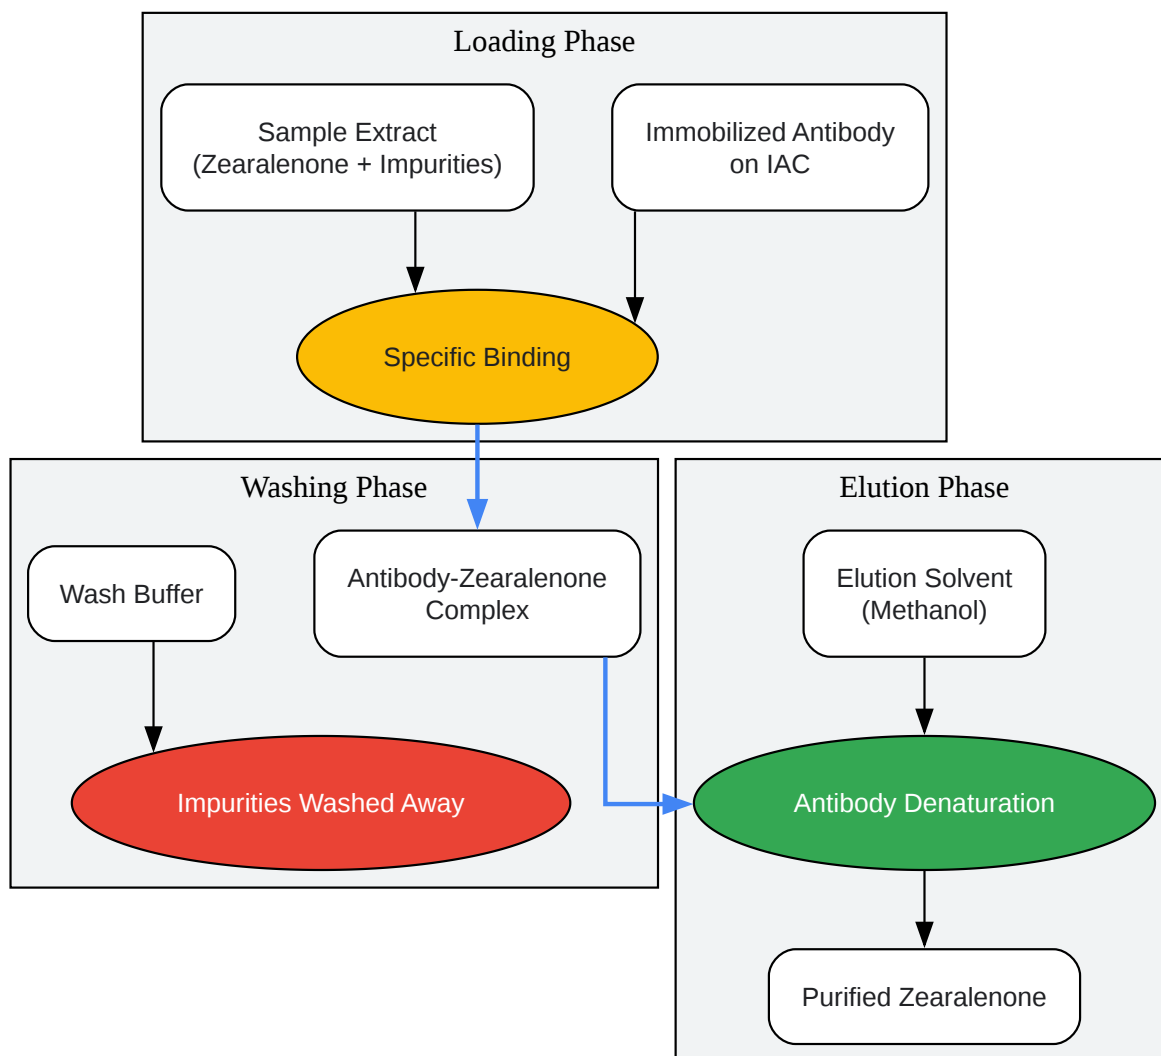 Loading Phase
Sample Extract
(Zearalenone + Impurities)
Immobilized Antibody
on IAC
Specific Binding
Washing Phase
Wash Buffer
Antibody-Zearalenone
Complex
Impurities Washed Away
Elution Phase
Elution Solvent
(Methanol)
Antibody Denaturation
Purified Zearalenone